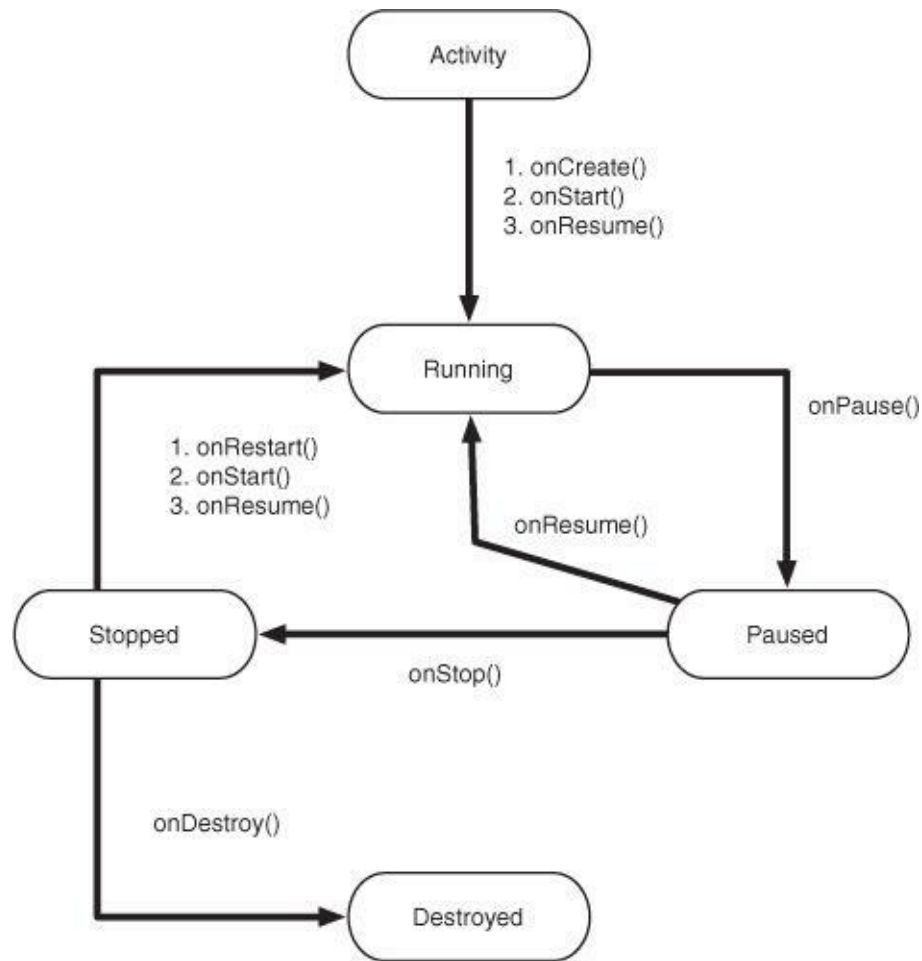 Activity
1. onCreate()
2. onStart()
3. onResume()
Running
onPause()
1. onRestart()
2. onStart()
3. onResume()
onResume()
Stopped
Paused
onStop()
onDestroy()
Destroyed